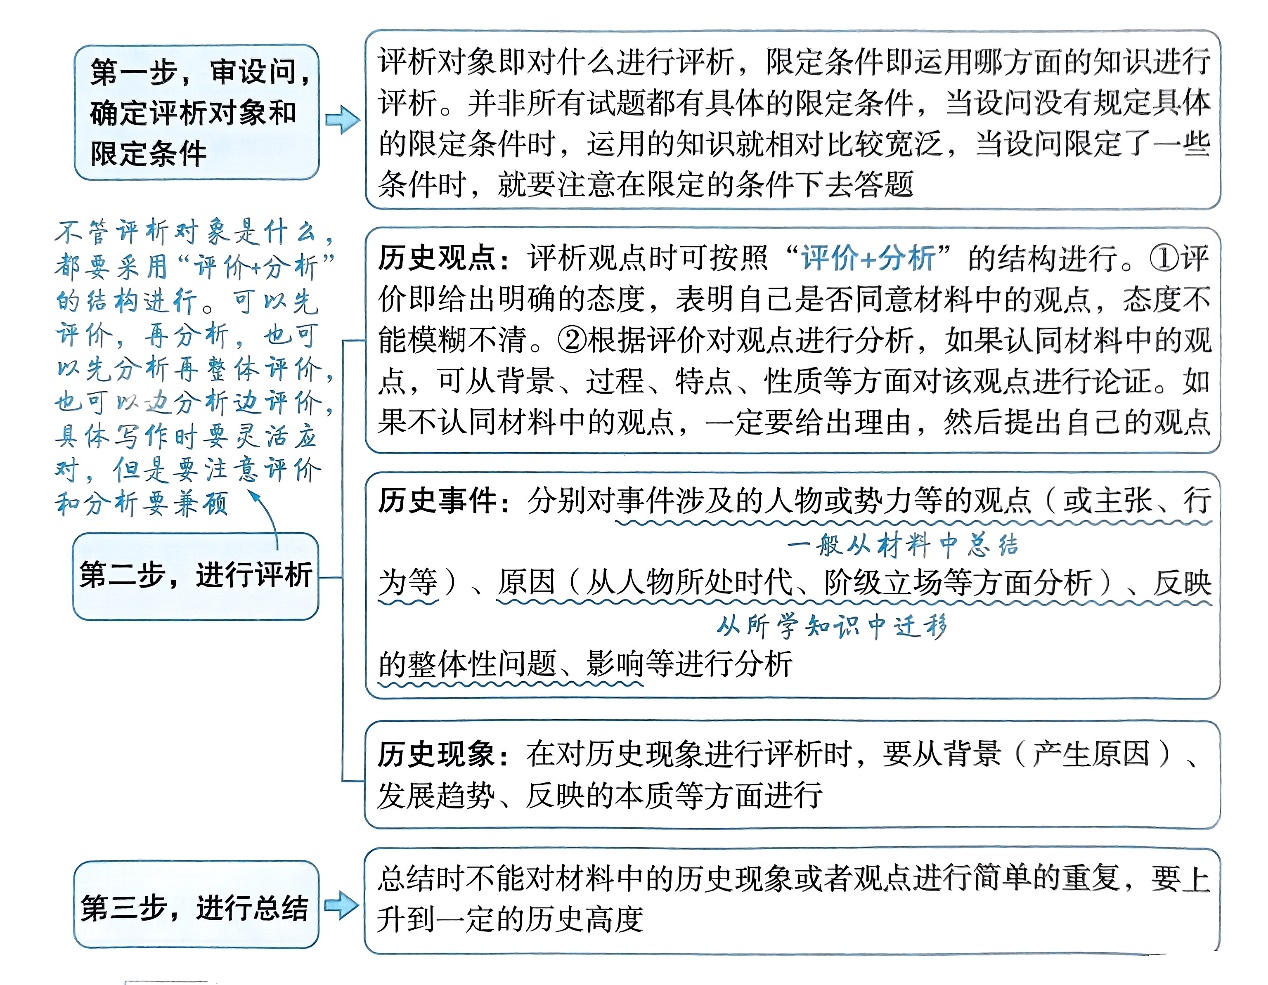 第一步，审设问，
确定评析对象和
限定条件
评析对象即对什么进行评析，限定条件即运用哪方面的知识进行
评析。并非所有试题都有具体的限定条件，当设问没有规定具体
的限定条件时，运用的知识就相对比较宽泛，当设问限定了一些
条件时，就要注意在限定的条件下去答题
不管评析对象是什么，
都要采用“评价+分析”
的结构进行。可以先
评价，再分析，也可
以先分析再整体评价，
也可以边分析边评价，
具体写作时要灵活应
对，但是要注意评价
和分析要兼顾
第二步，进行评析
历史观点：评析观点时可按照“评价+分析”的结构进行。①评
价即给出明确的态度，表明自己是否同意材料中的观点，态度不
能模糊不清。②根据评价对观点进行分析，如果认同材料中的观
点，可从背景、过程、特点、性质等方面对该观点进行论证。如
果不认同材料中的观点，一定要给出理由，然后提出自己的观点
历史事件：分别对事件涉及的人物或势力等的观点（或主张、行
一般从材料中总结
为等）、原因（从人物所处时代、阶级立场等方面分析）、反映
从所学知识中迁移
的整体性问题、影响等进行分析
历史现象：在对历史现象进行评析时，要从背景（产生原因）、
发展趋势、反映的本质等方面进行
第三步，进行总结
总结时不能对材料中的历史现象或者观点进行简单的重复，要上
升到一定的历史高度